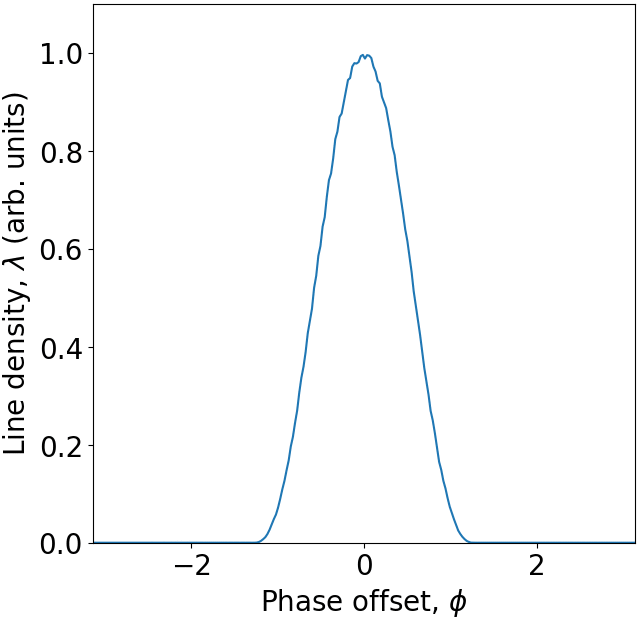 1.0
0.8
0.6
0.4
0.2
0.0
Line density, λ (arb. units)
−2 0 2
Phase offset, ϕ